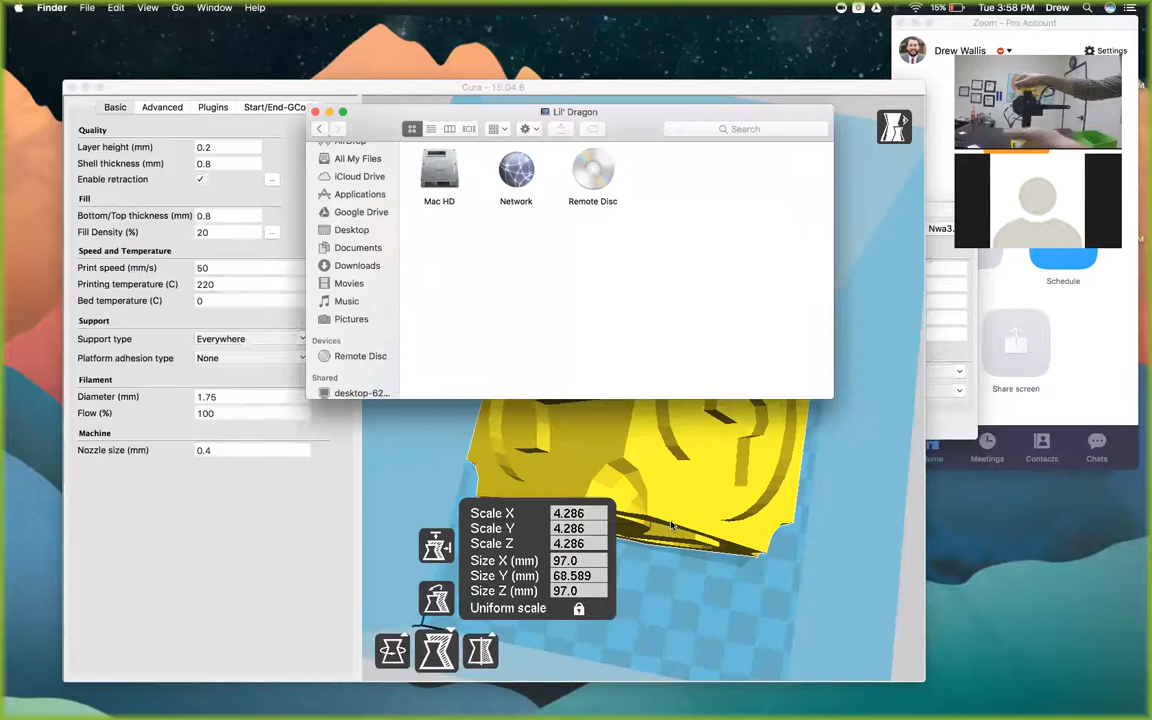 Finder File Edit View Go Window Help 15% Tue 3:58 PM Drew
Zoom - Pro Account
Drew Wallis Settings
Cura - 15.04.6
Basic Advanced Plugins Start/End-GCo
Lil' Dragon
Search
Quality
Layer height (mm) 0.2
Shell thickness (mm) 0.8
Enable retraction ...
Fill
Bottom/Top thickness (mm) 0.8
Fill Density (%) 20 ...
Speed and Temperature
Print speed (mm/s) 50
Printing temperature (C) 220
Bed temperature (C) 0
Support
Support type Everywhere
Platform adhesion type None
Filament
Diameter (mm) 1.75
Flow (%) 100
Machine
Nozzle size (mm) 0.4
AirDrop
All My Files
iCloud Drive
Applications
Google Drive
Desktop
Documents
Downloads
Movies
Music
Pictures
Devices
Remote Disc
Shared
desktop-62...
Mac HD Network Remote Disc
Nwa3.
Schedule
Share screen
Home Meetings Contacts Chats
Scale X 4.286
Scale Y 4.286
Scale Z 4.286
Size X (mm) 97.0
Size Y (mm) 68.589
Size Z (mm) 97.0
Uniform scale